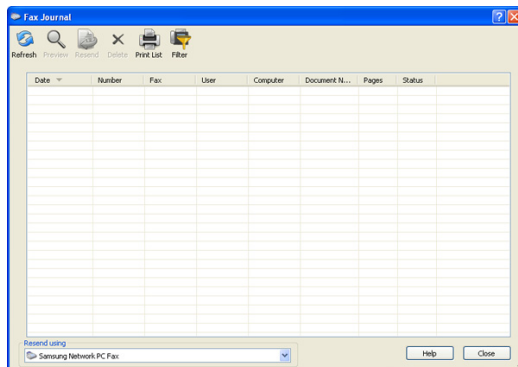 Fax Journal
Refresh Preview Resend Delete Print List Filter
Date Number Fax User Computer Document N... Pages Status
Resend using
Samsung Network PC Fax
Help Close